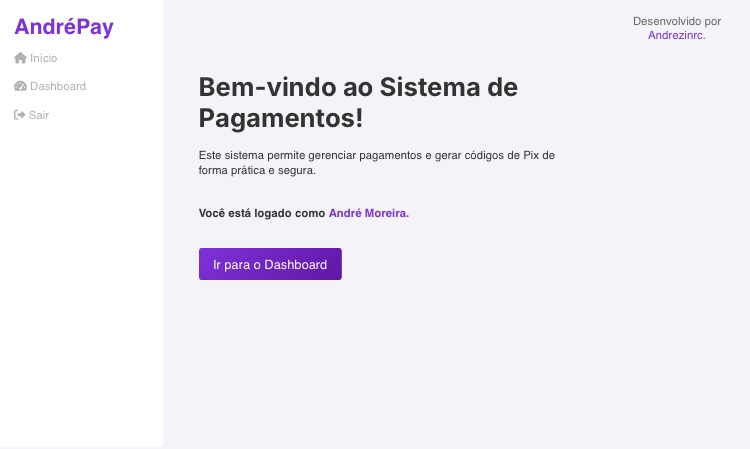 AndréPay
Início
Dashboard
Sair
Desenvolvido por
Andrezinrc.
Bem-vindo ao Sistema de
Pagamentos!
Este sistema permite gerenciar pagamentos e gerar códigos de Pix de
forma prática e segura.
Você está logado como André Moreira.
Ir para o Dashboard